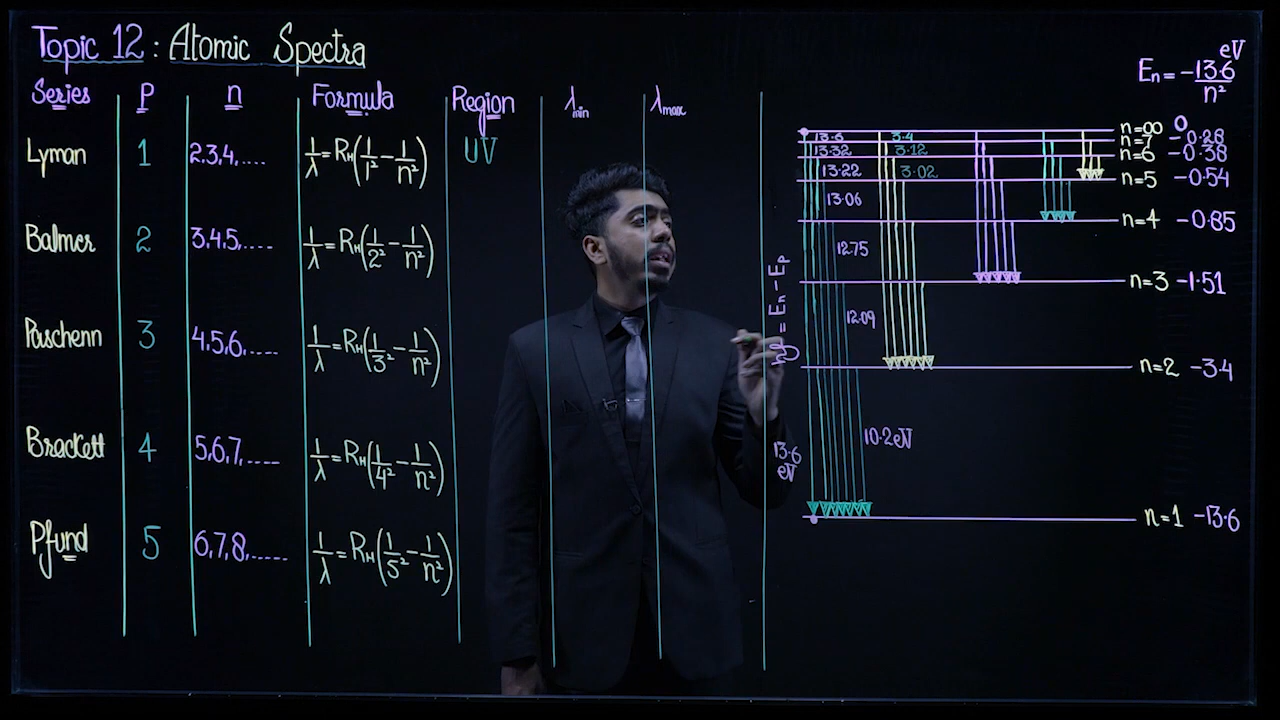 Topic 12 : Atomic Spectra
Series P n Formula Region λmin λmax
Lyman 1 2,3,4,.... 1/λ = RH(1/1² − 1/n²) UV
Balmer 2 3,4,5,..... 1/λ = RH(1/2² − 1/n²)
Paschenn 3 4,5,6,..... 1/λ = RH(1/3² − 1/n²)
Brackett 4 5,6,7,..... 1/λ = RH(1/4² − 1/n²)
Pfund 5 6,7,8,...... 1/λ = RH(1/5² − 1/n²)
eV
En = −13.6/n²
n=∞ 0
n=7 −0.28
n=6 −0.38
n=5 −0.54
n=4 −0.85
n=3 −1.51
n=2 −3.4
n=1 −13.6
13.6 3.4
13.32 3.12
13.22 3.02
13.06
12.75
12.09
10.2eV
= En − Ep
13.6
eV